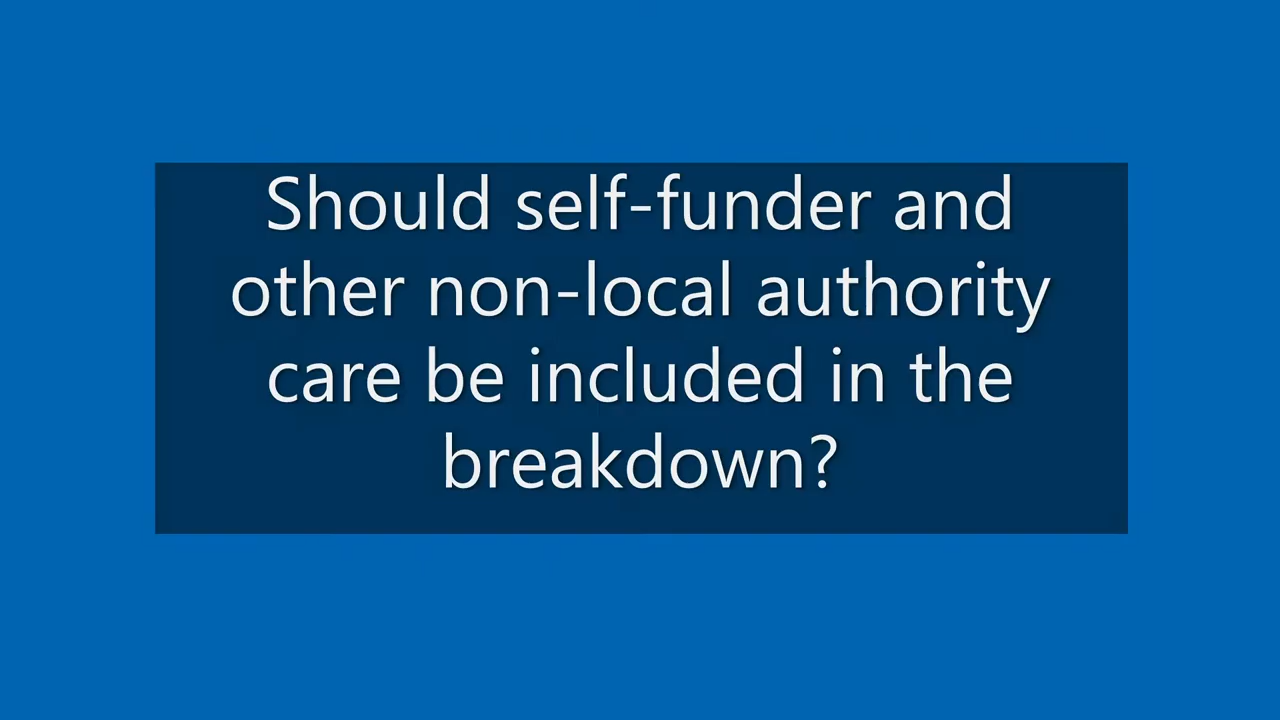 Should self-funder and
other non-local authority
care be included in the
breakdown?